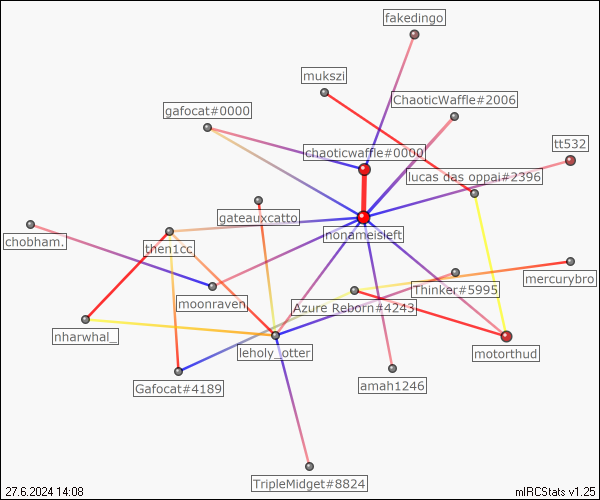 fakedingo
mukszi
ChaoticWaffle#2006
gafocat#0000
tt532
chaoticwaffle#0000
lucas das oppai#2396
gateauxcatto
nonameisleft
chobham.
then1cc
mercurybro
Thinker#5995
moonraven
Azure Reborn#4243
nharwhal_
leholy_otter
motorthud
Gafocat#4189
amah1246
TripleMidget#8824
27.6.2024 14:08
mIRCStats v1.25